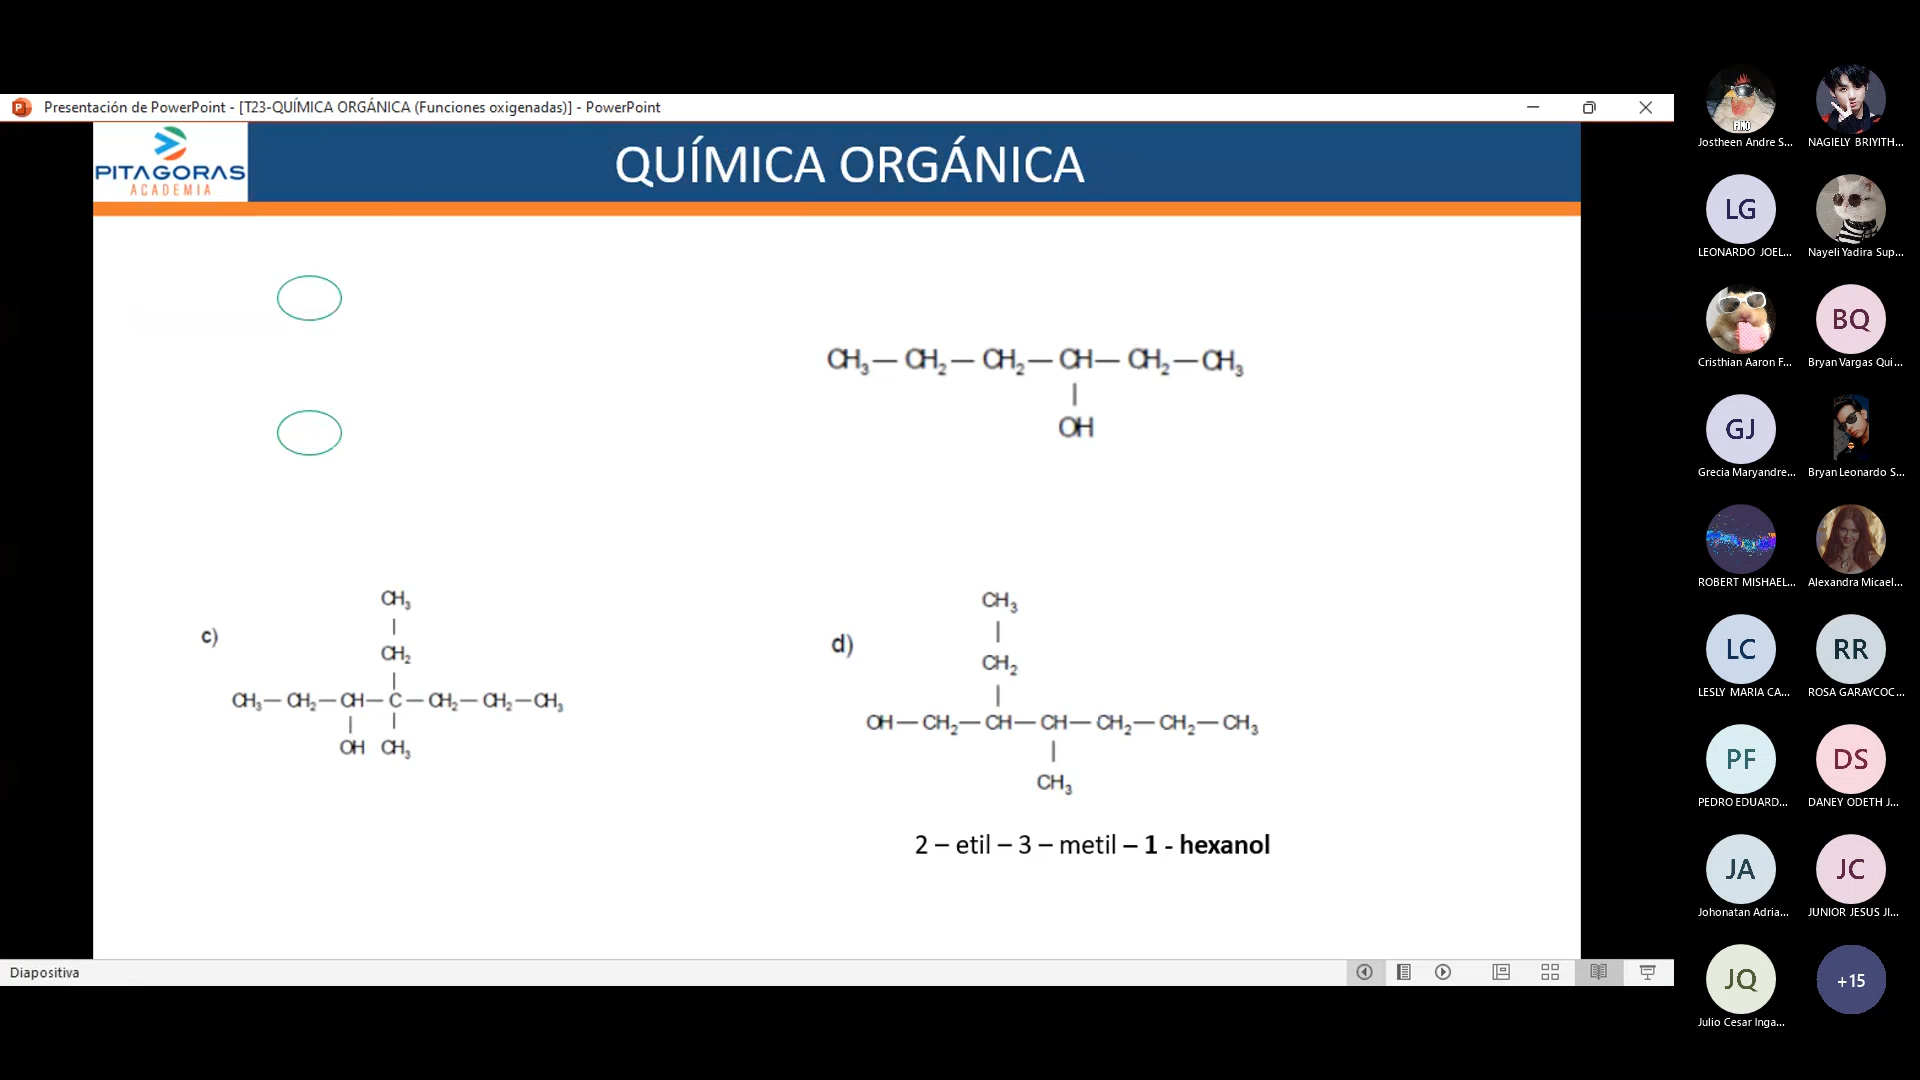 Presentación de PowerPoint - [T23-QUÍMICA ORGÁNICA (Funciones oxigenadas)] - PowerPoint
PITAGORAS
ACADEMIA
QUÍMICA ORGÁNICA
CH₃ — CH₂ — CH₂ — CH — CH₂ — CH₃
|
OH
c)
CH₃
|
CH₂
|
CH₃ — CH₂ — CH — C — CH₂ — CH₂ — CH₃
| |
OH CH₃
d)
CH₃
|
CH₂
|
OH — CH₂ — CH — CH — CH₂ — CH₂ — CH₃
|
CH₃
2 – etil – 3 – metil – 1 - hexanol
Diapositiva
FINO
Jostheen Andre S...
NAGIELY BRIYITH...
LG
LEONARDO JOEL...
Nayeli Yadira Sup...
Cristhian Aaron F...
BQ
Bryan Vargas Qui...
GJ
Grecia Maryandre...
Bryan Leonardo S...
ROBERT MISHAEL...
Alexandra Micael...
LC
LESLY MARIA CA...
RR
ROSA GARAYCOC...
PF
PEDRO EDUARD...
DS
DANEY ODETH J...
JA
Johonatan Adria...
JC
JUNIOR JESUS JI...
JQ
Julio Cesar Inga...
+15